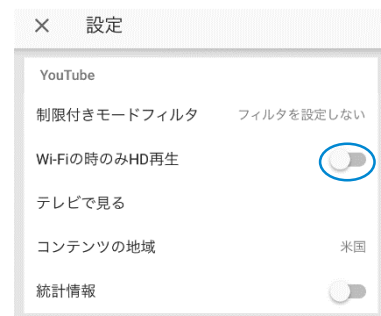 設定
YouTube
制限付きモードフィルタ フィルタを設定しない
Wi-Fiの時のみHD再生
テレビで見る
コンテンツの地域 米国
統計情報